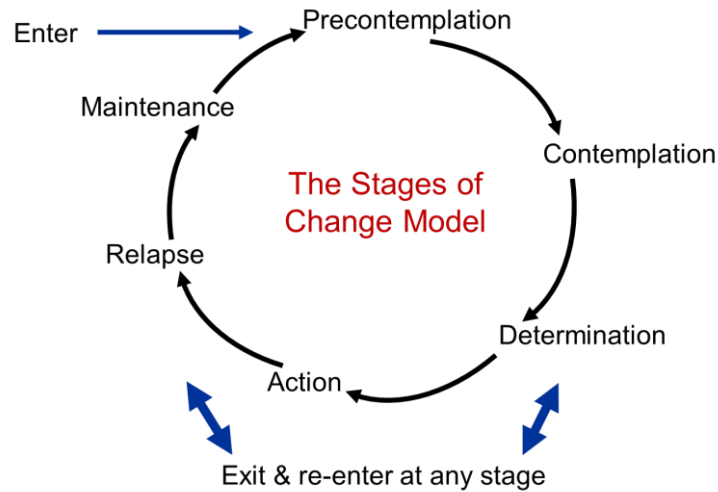 Enter
Precontemplation
Maintenance
Contemplation
The Stages of
Change Model
Relapse
Determination
Action
Exit & re-enter at any stage